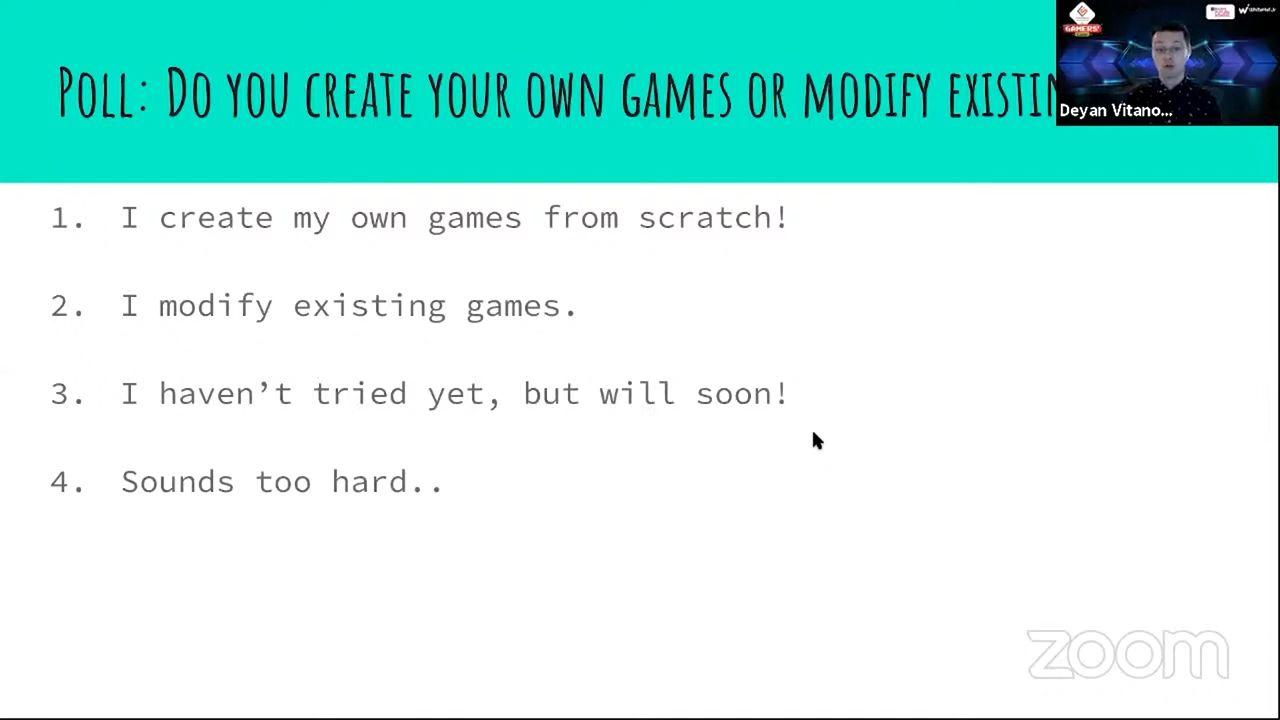 Poll: Do you create your own games or modify existin
GAMERS'
Deyan Vitano...
1. I create my own games from scratch!
2. I modify existing games.
3. I haven’t tried yet, but will soon!
4. Sounds too hard..
zoom